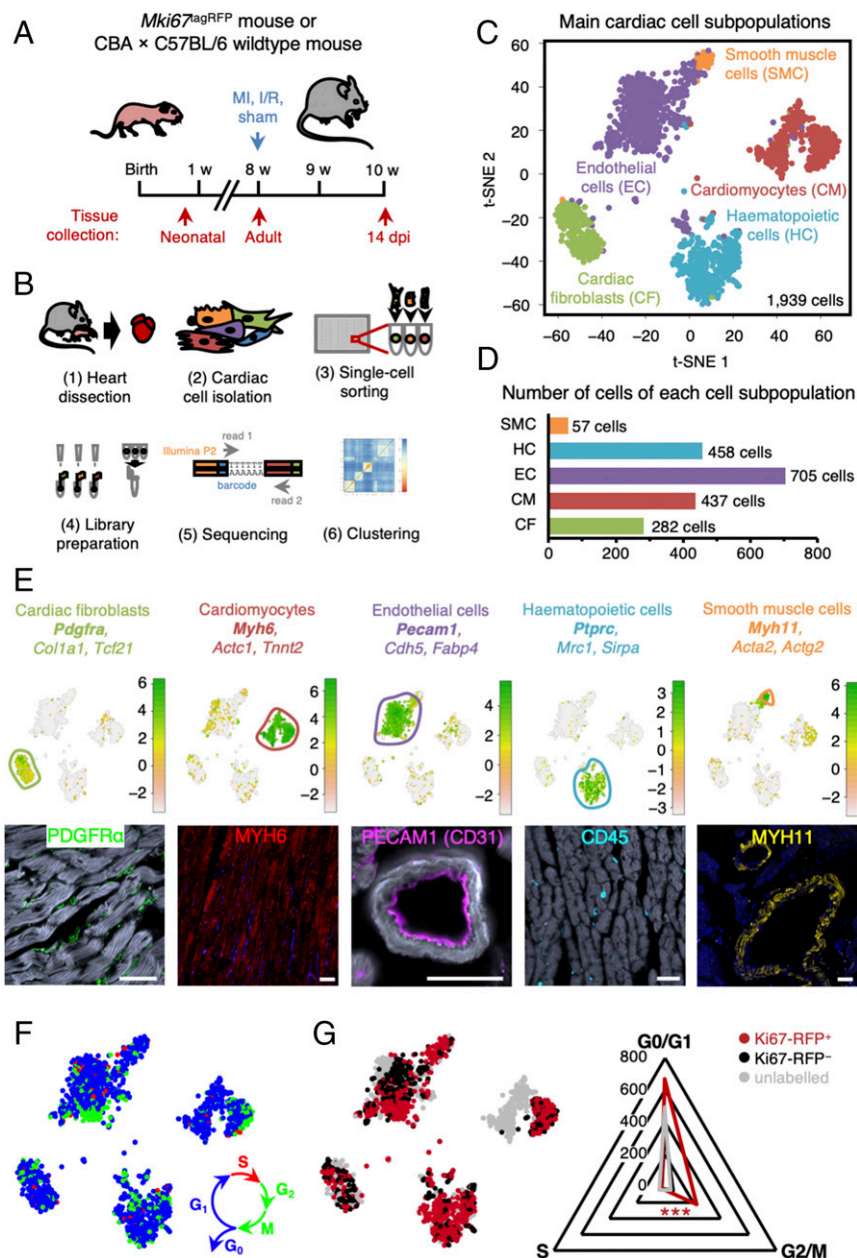 A
Mki67tagRFP mouse or
CBA × C57BL/6 wildtype mouse
MI, I/R,
sham
Birth
1 w
8 w
9 w
10 w
Tissue
collection:
Neonatal
Adult
14 dpi
B
(1) Heart
dissection
(2) Cardiac
cell isolation
(3) Single-cell
sorting
Illumina P2
read 1
barcode
read 2
(4) Library
preparation
(5) Sequencing
(6) Clustering
C
Main cardiac cell subpopulations
t-SNE 2
60
40
20
0
−20
−40
−60
Smooth muscle
cells (SMC)
Endothelial
cells (EC)
Cardiomyocytes (CM)
Haematopoietic
cells (HC)
Cardiac
fibroblasts (CF)
1,939 cells
−60 −40 −20 0 20 40 60
t-SNE 1
D
Number of cells of each cell subpopulation
SMC 57 cells
HC 458 cells
EC 705 cells
CM 437 cells
CF 282 cells
0 200 400 600 800
E
Cardiac fibroblasts
Pdgfra,
Col1a1, Tcf21
Cardiomyocytes
Myh6,
Actc1, Tnnt2
Endothelial cells
Pecam1,
Cdh5, Fabp4
Haematopoietic cells
Ptprc,
Mrc1, Sirpa
Smooth muscle cells
Myh11,
Acta2, Actg2
6
4
2
0
−2
6
4
2
0
−2
6
4
2
0
−2
3
2
1
0
−1
−2
−3
6
4
2
0
−2
PDGFRα
MYH6
PECAM1 (CD31)
CD45
MYH11
F
S
G2
M
G1
G0
G
G0/G1
800
600
400
200
0
***
S
G2/M
Ki67-RFP+
Ki67-RFP−
unlabelled